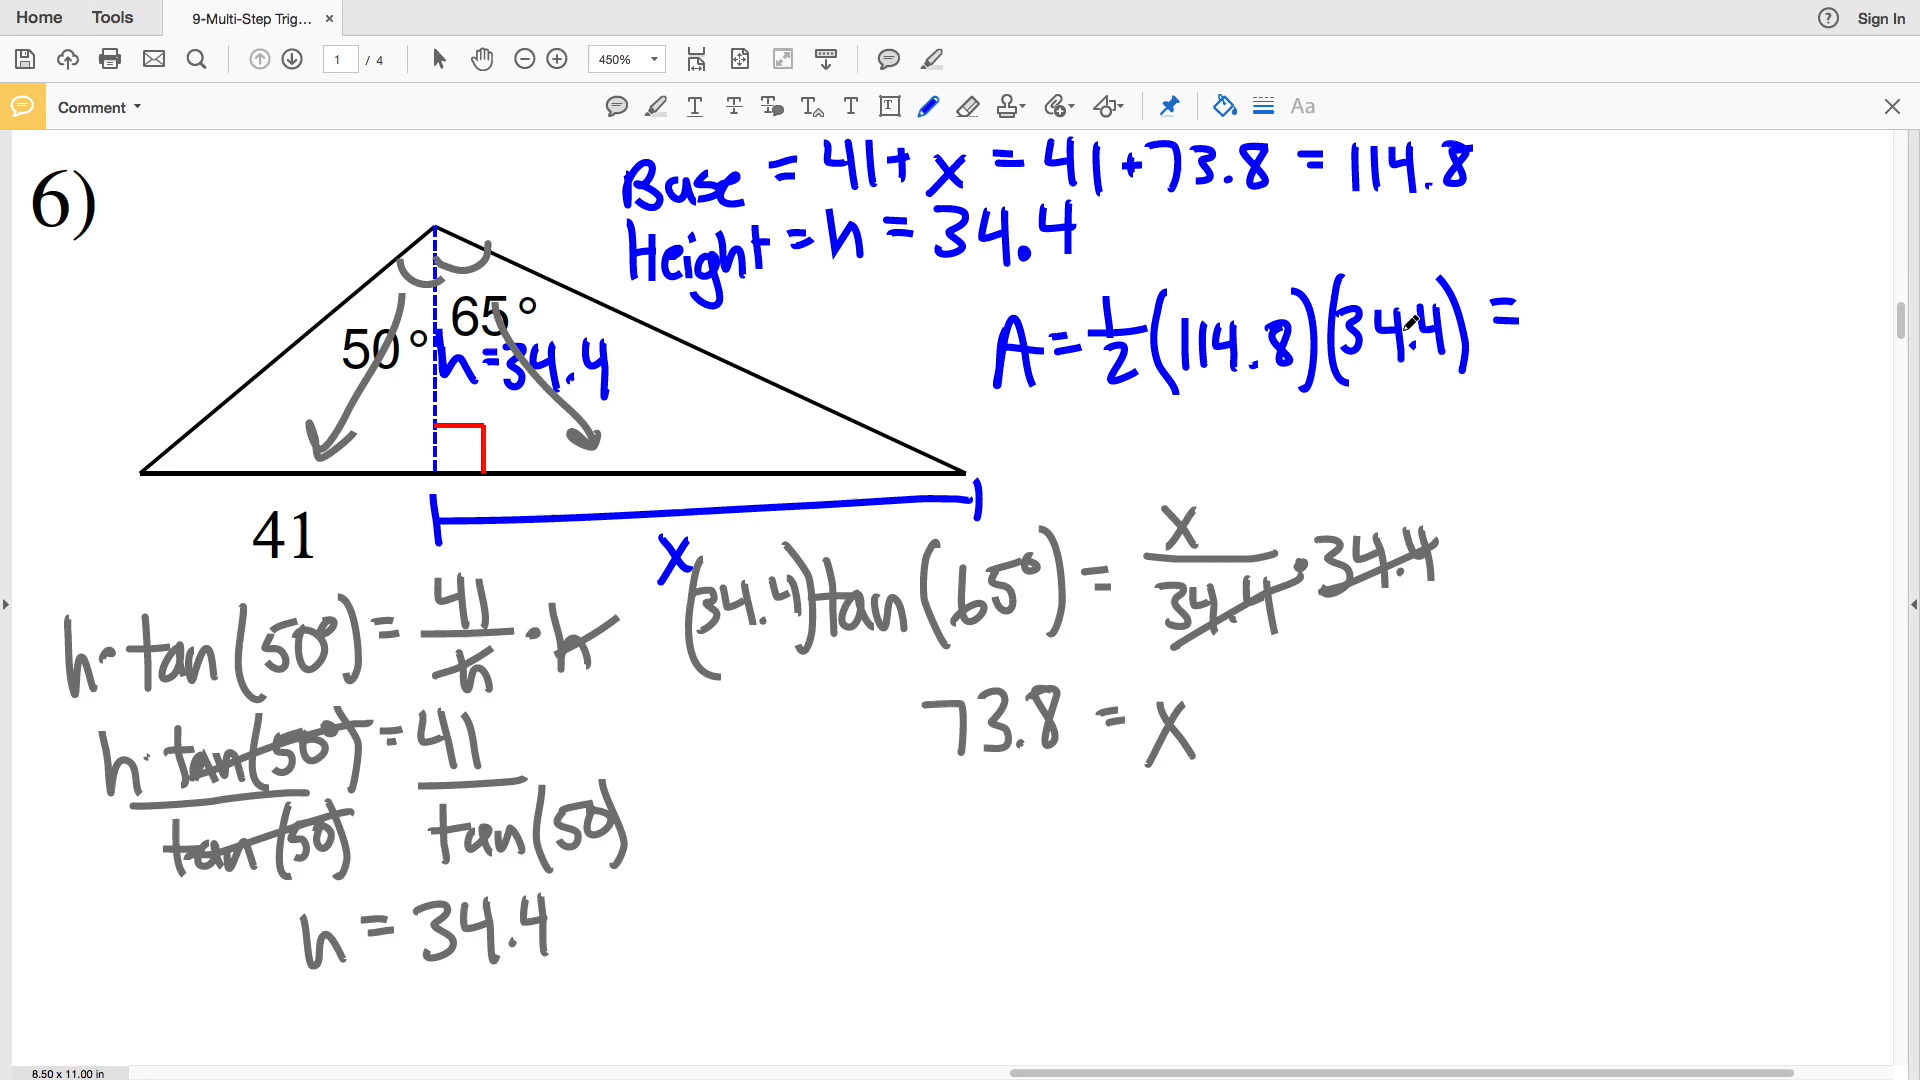 Home Tools 9-Multi-Step Trig... × ? Sign In
1 / 4 450%
Comment Aa
6)
Base = 41 + x = 41 + 73.8 = 114.8
Height = h = 34.4
A = 1/2 (114.8)(34.4) =
65°
50°
h = 34.4
41
x
h · tan(50°) = 41/h · h
h · tan(50°) = 41
tan(50) tan(50)
h = 34.4
(34.4)tan(65°) = x/34.4 · 34.4
73.8 = x
8.50 x 11.00 in